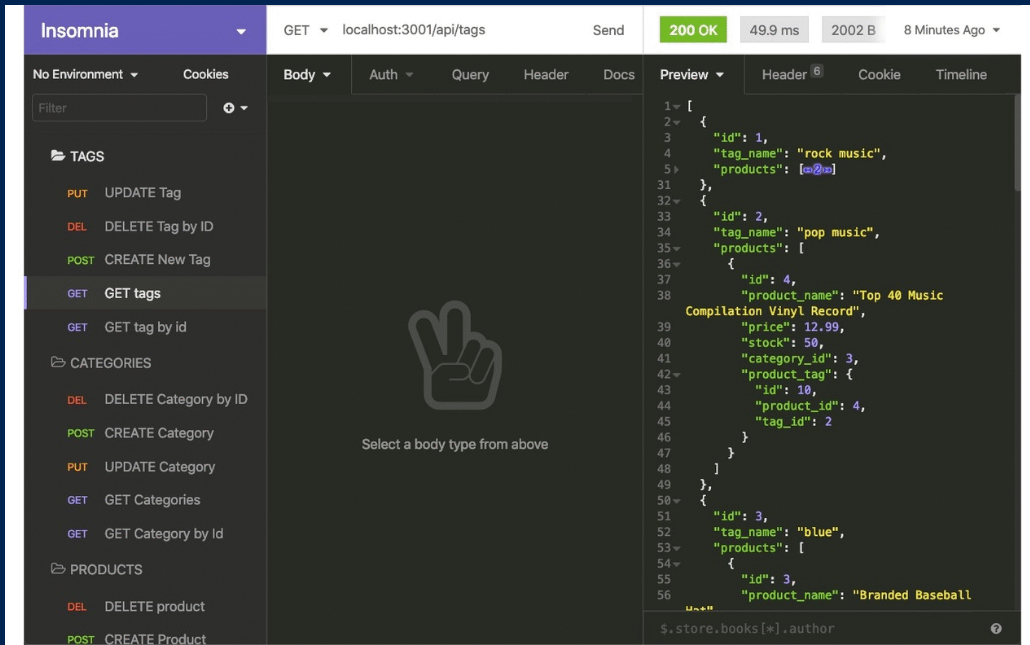 Insomnia
GET localhost:3001/api/tags Send
200 OK 49.9 ms 2002 B 8 Minutes Ago
No Environment Cookies
Body Auth Query Header Docs
Preview Header 6 Cookie Timeline
Filter
TAGS
PUT UPDATE Tag
DEL DELETE Tag by ID
POST CREATE New Tag
GET GET tags
GET GET tag by id
CATEGORIES
DEL DELETE Category by ID
POST CREATE Category
PUT UPDATE Category
GET GET Categories
GET GET Category by Id
PRODUCTS
DEL DELETE product
POST CREATE Product
Select a body type from above
1 [
2 {
3 "id": 1,
4 "tag_name": "rock music",
5 "products": [↔2↔]
31 },
32 {
33 "id": 2,
34 "tag_name": "pop music",
35 "products": [
36 {
37 "id": 4,
38 "product_name": "Top 40 Music
Compilation Vinyl Record",
39 "price": 12.99,
40 "stock": 50,
41 "category_id": 3,
42 "product_tag": {
43 "id": 10,
44 "product_id": 4,
45 "tag_id": 2
46 }
47 }
48 ]
49 },
50 {
51 "id": 3,
52 "tag_name": "blue",
53 "products": [
54 {
55 "id": 3,
56 "product_name": "Branded Baseball
Hat",
$.store.books[*].author